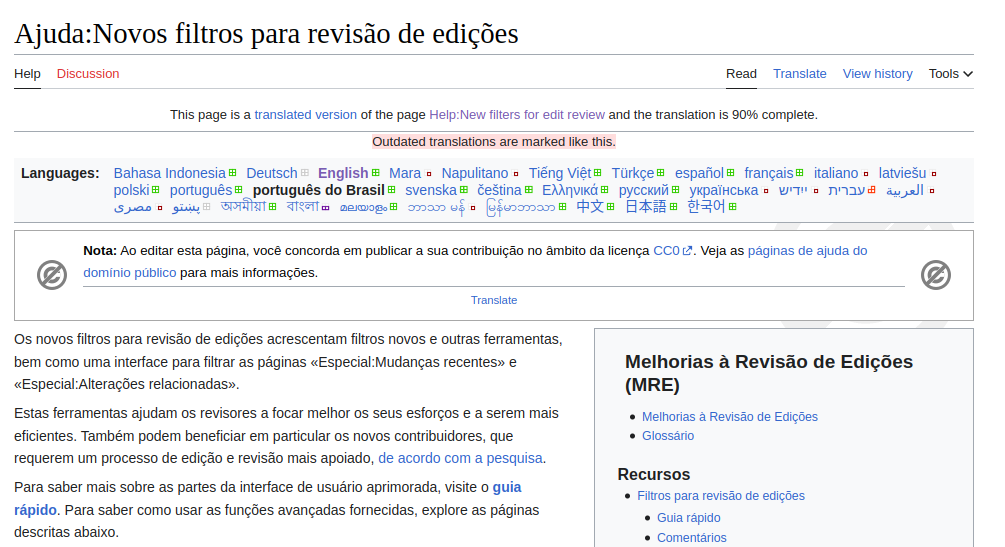 Ajuda:Novos filtros para revisão de edições
Help Discussion Read Translate View history Tools
This page is a translated version of the page Help:New filters for edit review and the translation is 90% complete.
Outdated translations are marked like this.
Languages: Bahasa Indonesia Deutsch English Mara Napulitano Tiếng Việt Türkçe español français italiano latviešu
polski português português do Brasil svenska čeština Ελληνικά русский українська ייִדיש עברית العربية
مصرى پښتو অসমীয়া বাংলা മലയാളം ဘာသာ မန် မြန်မာဘာသာ 中文 日本語 한국어
Nota: Ao editar esta página, você concorda em publicar a sua contribuição no âmbito da licença CC0. Veja as páginas de ajuda do
domínio público para mais informações.
Translate
Os novos filtros para revisão de edições acrescentam filtros novos e outras ferramentas,
bem como uma interface para filtrar as páginas «Especial:Mudanças recentes» e
«Especial:Alterações relacionadas».
Estas ferramentas ajudam os revisores a focar melhor os seus esforços e a serem mais
eficientes. Também podem beneficiar em particular os novos contribuidores, que
requerem um processo de edição e revisão mais apoiado, de acordo com a pesquisa.
Para saber mais sobre as partes da interface de usuário aprimorada, visite o guia
rápido. Para saber como usar as funções avançadas fornecidas, explore as páginas
descritas abaixo.
Melhorias à Revisão de Edições
(MRE)
Melhorias à Revisão de Edições
Glossário
Recursos
Filtros para revisão de edições
Guia rápido
Comentários